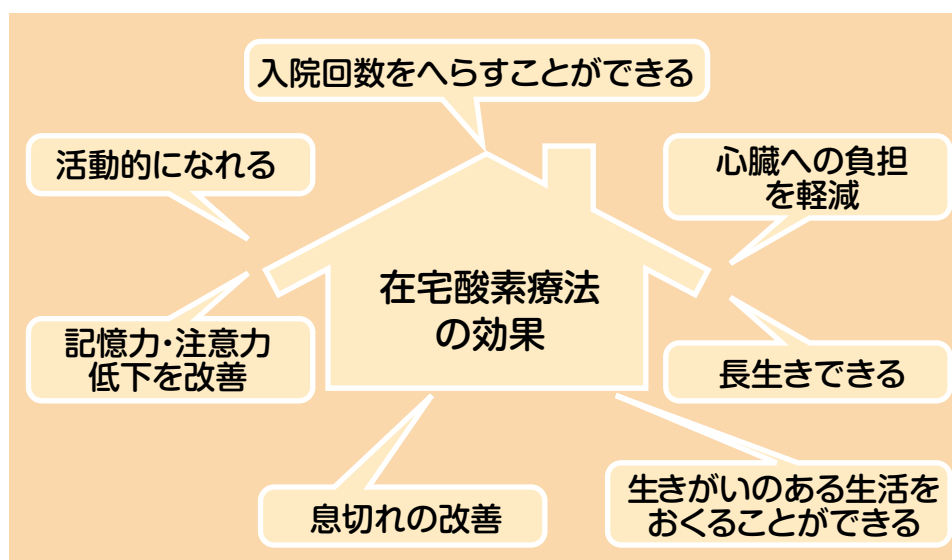 入院回数をへらすことができる
活動的になれる
心臓への負担
を軽減
在宅酸素療法
の効果
記憶力・注意力
低下を改善
長生きできる
息切れの改善
生きがいのある生活を
おくることができる